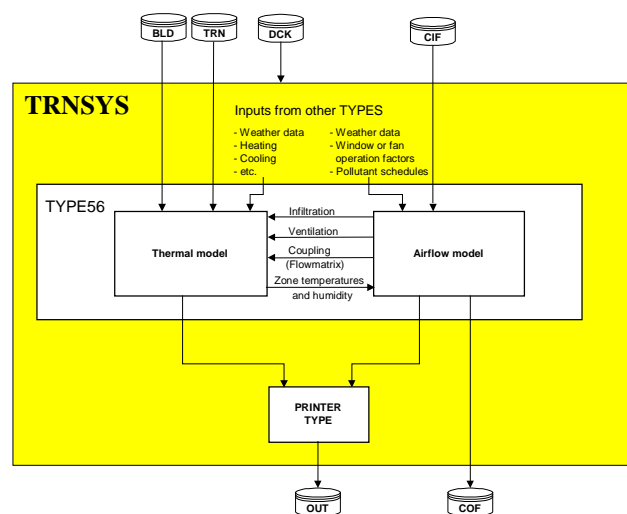 BLD
TRN
DCK
CIF
TRNSYS
Inputs from other TYPES
- Weather data
- Heating
- Cooling
- etc.
- Weather data
- Window or fan
operation factors
- Pollutant schedules
TYPE56
Thermal model
Infiltration
Ventilation
Coupling
(Flowmatrix)
Zone temperatures
and humidity
Airflow model
PRINTER
TYPE
OUT
COF